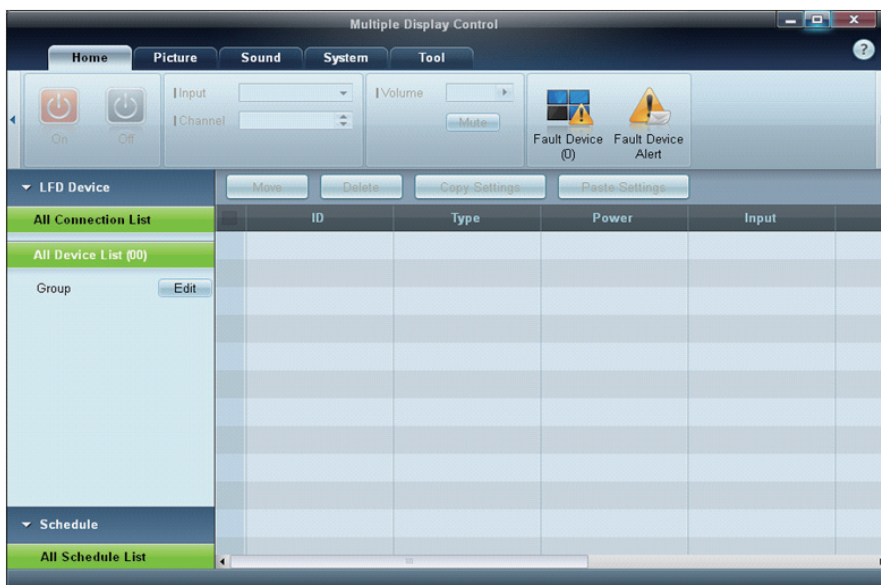 Multiple Display Control
Home Picture Sound System Tool ?
Input
Volume
Channel
Mute
On Off
Fault Device
(0)
Fault Device
Alert
LFD Device
Move Delete Copy Settings Paste Settings
All Connection List
ID Type Power Input
All Device List (00)
Group Edit
Schedule
All Schedule List